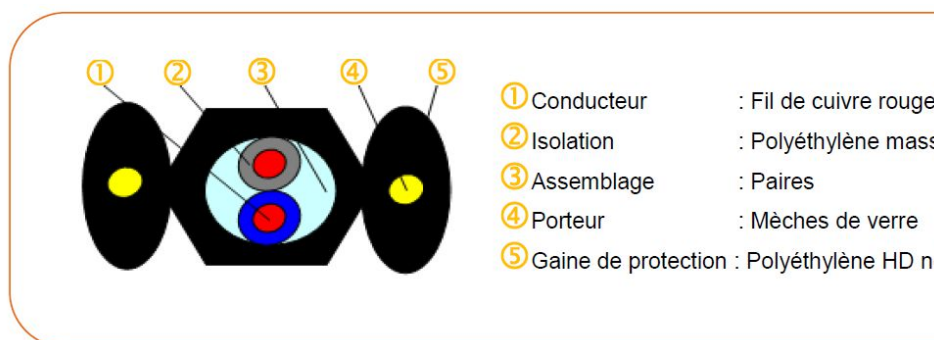 ① ② ③ ④ ⑤
① Conducteur : Fil de cuivre rouge
② Isolation : Polyéthylène mass
③ Assemblage : Paires
④ Porteur : Mèches de verre
⑤ Gaine de protection : Polyéthylène HD n